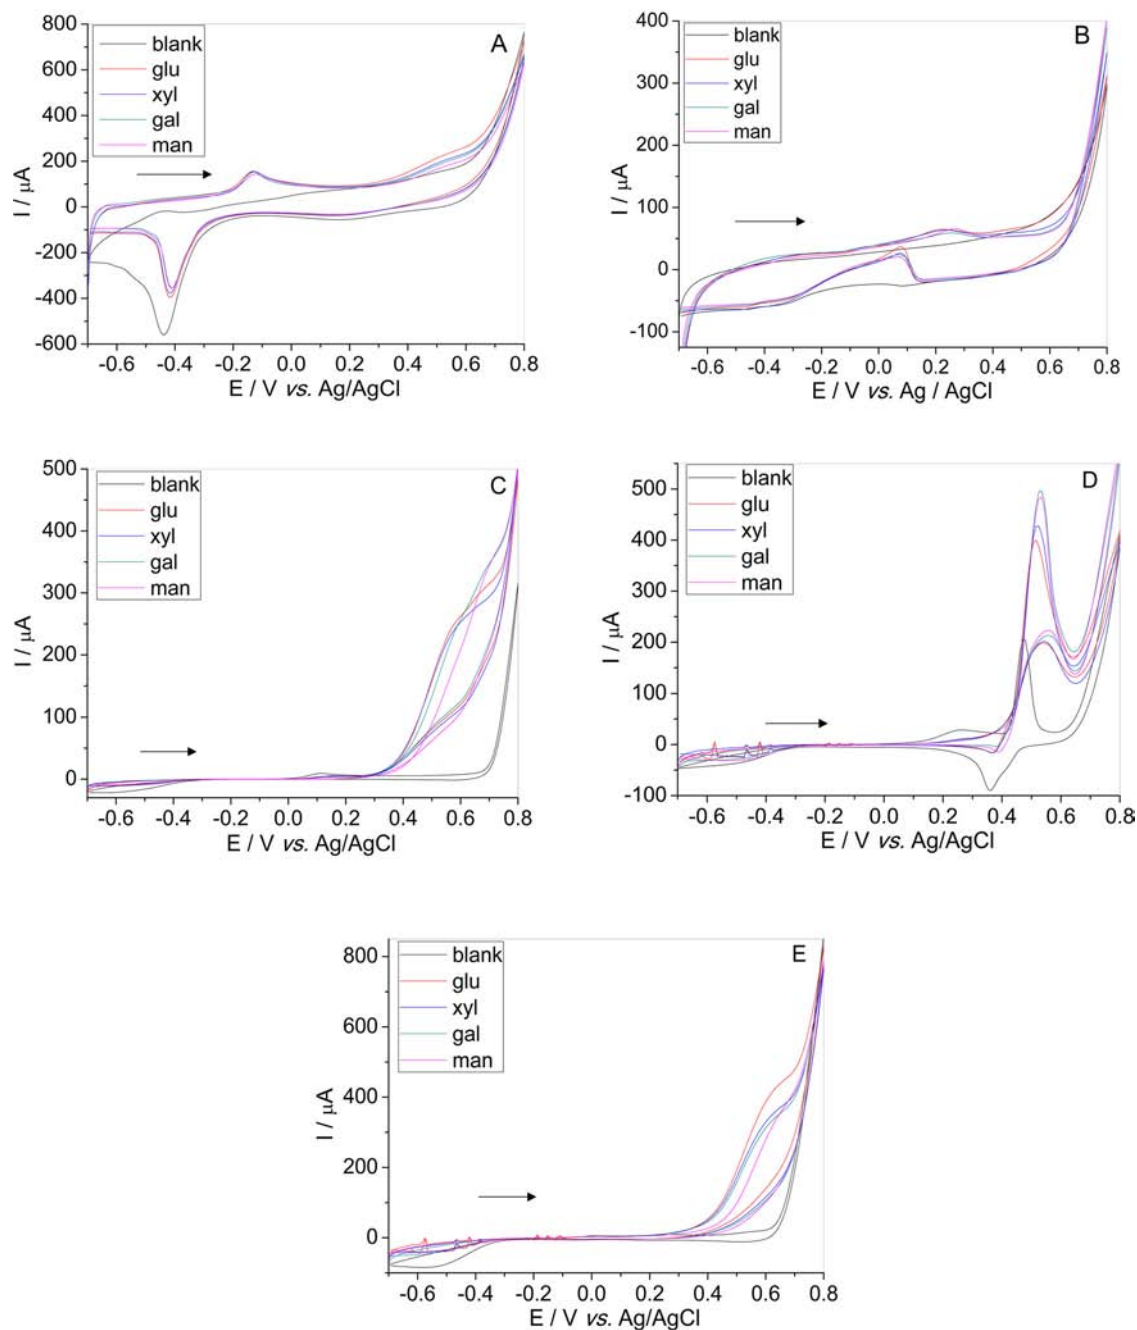 A
blank
glu
xyl
gal
man
I / μA
800
600
400
200
0
-200
-400
-600
-0.6 -0.4 -0.2 0.0 0.2 0.4 0.6 0.8
E / V vs. Ag/AgCl
B
blank
glu
xyl
gal
man
I / μA
400
300
200
100
0
-100
-0.6 -0.4 -0.2 0.0 0.2 0.4 0.6 0.8
E / V vs. Ag / AgCl
C
blank
glu
xyl
gal
man
I / μA
500
400
300
200
100
0
-0.6 -0.4 -0.2 0.0 0.2 0.4 0.6 0.8
E / V vs. Ag/AgCl
D
blank
glu
xyl
gal
man
I / μA
500
400
300
200
100
0
-100
-0.6 -0.4 -0.2 0.0 0.2 0.4 0.6 0.8
E / V vs. Ag/AgCl
E
blank
glu
xyl
gal
man
I / μA
800
600
400
200
0
-0.6 -0.4 -0.2 0.0 0.2 0.4 0.6 0.8
E / V vs. Ag/AgCl